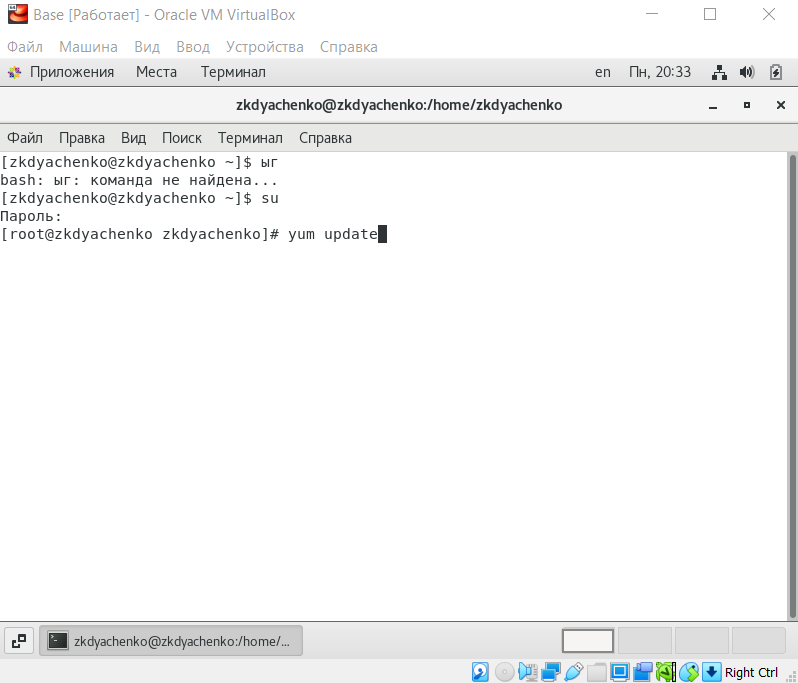 Base [Работает] - Oracle VM VirtualBox
Файл Машина Вид Ввод Устройства Справка
Приложения Места Терминал en Пн, 20:33
zkdyachenko@zkdyachenko:/home/zkdyachenko
Файл Правка Вид Поиск Терминал Справка
[zkdyachenko@zkdyachenko ~]$ ыг
bash: ыг: команда не найдена...
[zkdyachenko@zkdyachenko ~]$ su
Пароль:
[root@zkdyachenko zkdyachenko]# yum update
zkdyachenko@zkdyachenko:/home/...
Right Ctrl